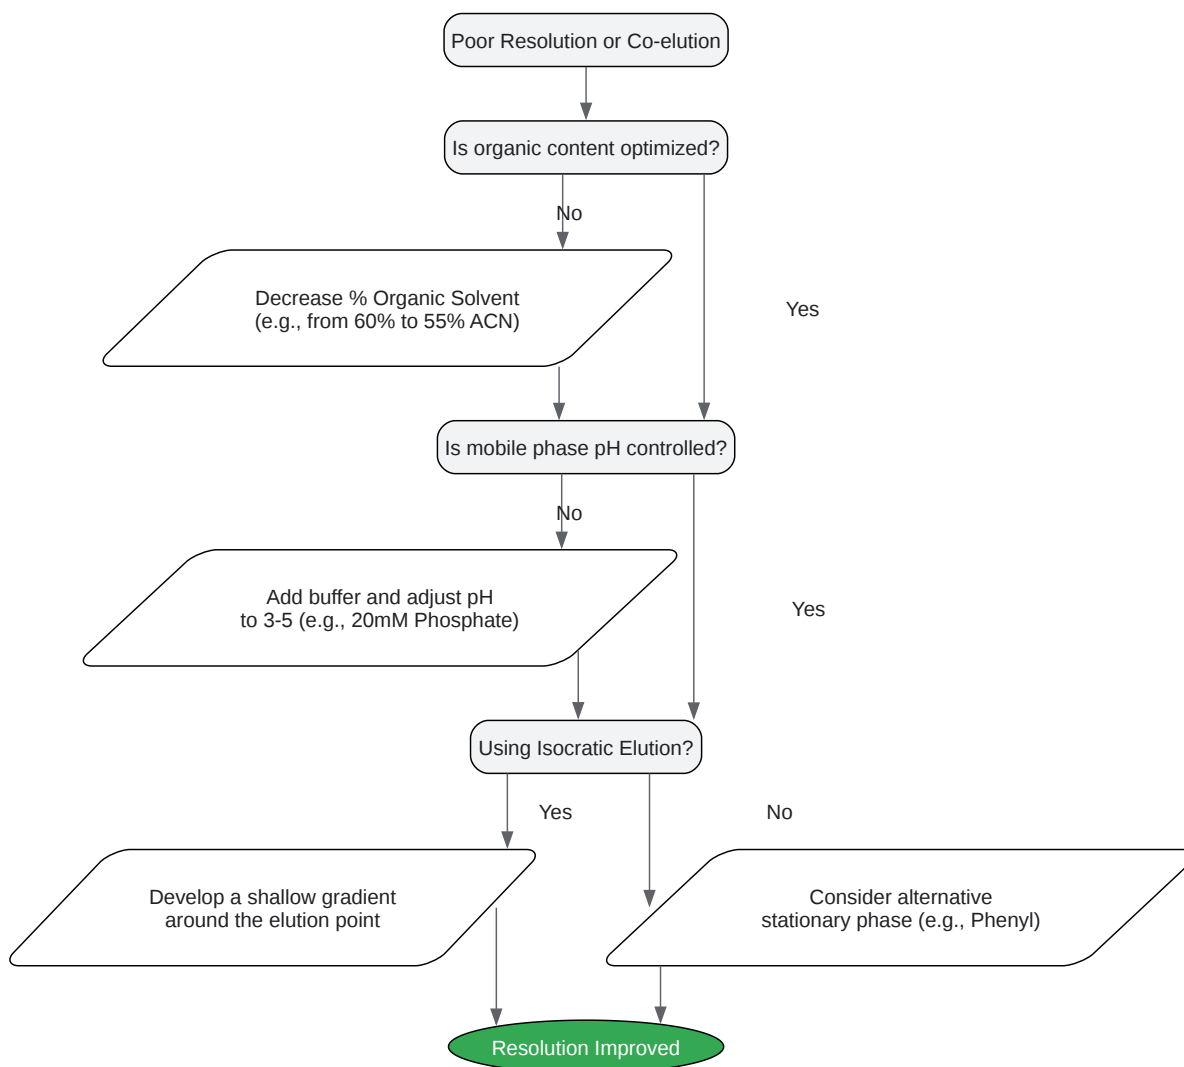 Poor Resolution or Co-elution
Is organic content optimized?
No
Decrease % Organic Solvent
(e.g., from 60% to 55% ACN)
Yes
Is mobile phase pH controlled?
No
Add buffer and adjust pH
to 3-5 (e.g., 20mM Phosphate)
Yes
Using Isocratic Elution?
Yes
No
Develop a shallow gradient
around the elution point
Consider alternative
stationary phase (e.g., Phenyl)
Resolution Improved